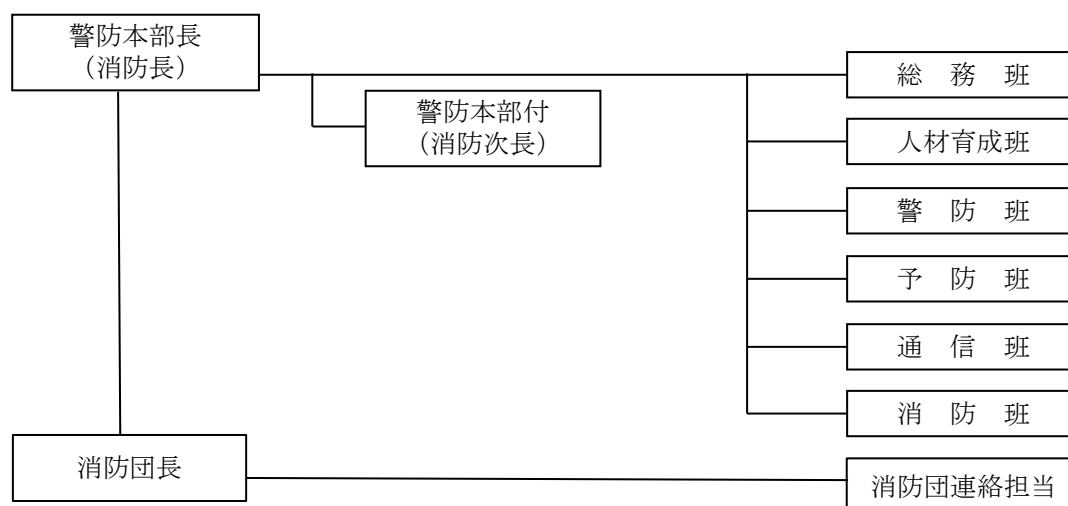 警防本部長
（消防長）
警防本部付
（消防次長）
総　務　班
人材育成班
警　防　班
予　防　班
通　信　班
消　防　班
消防団長
消防団連絡担当